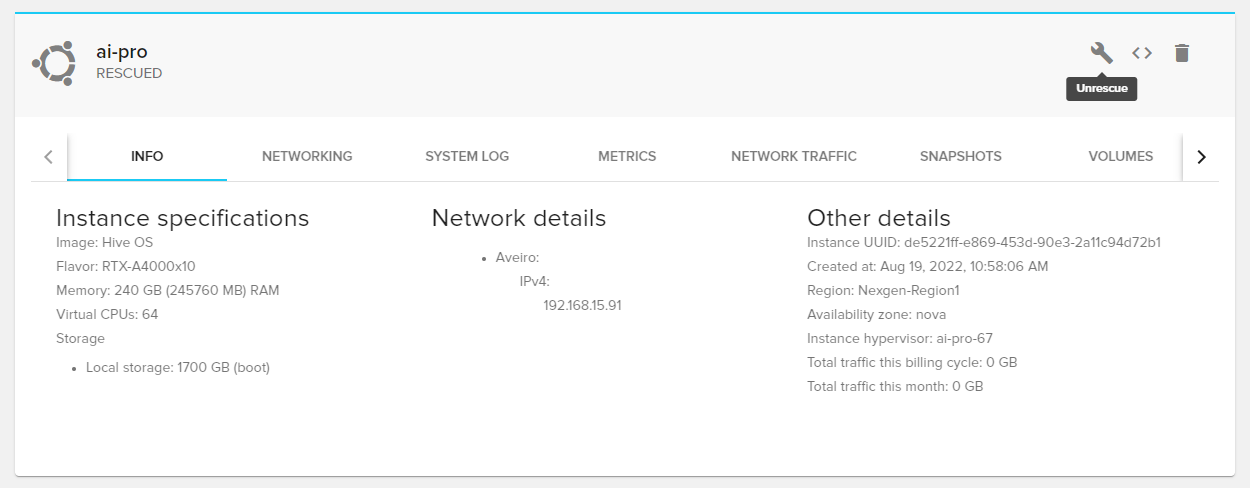 ai-pro
RESCUED
Unrescue
INFO
NETWORKING
SYSTEM LOG
METRICS
NETWORK TRAFFIC
SNAPSHOTS
VOLUMES
Instance specifications
Image: Hive OS
Flavor: RTX-A4000x10
Memory: 240 GB (245760 MB) RAM
Virtual CPUs: 64
Storage
• Local storage: 1700 GB (boot)
Network details
• Aveiro:
IPv4:
192.168.15.91
Other details
Instance UUID: de5221ff-e869-453d-90e3-2a11c94d72b1
Created at: Aug 19, 2022, 10:58:06 AM
Region: Nexgen-Region1
Availability zone: nova
Instance hypervisor: ai-pro-67
Total traffic this billing cycle: 0 GB
Total traffic this month: 0 GB